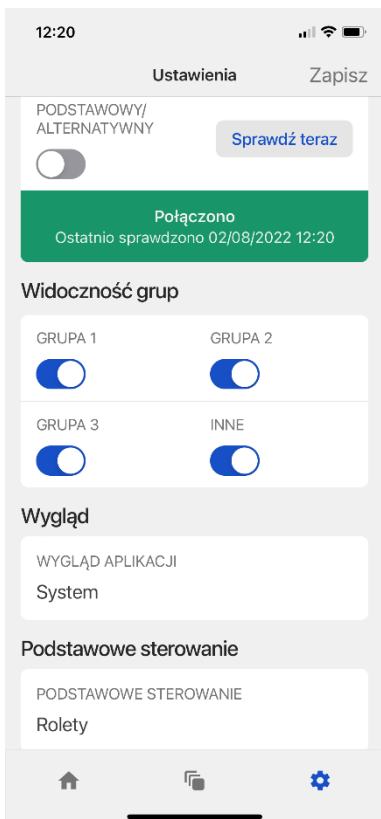 12:20
Ustawienia
Zapisz
PODSTAWOWY/
ALTERNATYWNY
Sprawdź teraz
Połączono
Ostatnio sprawdzono 02/08/2022 12:20
Widoczność grup
GRUPA 1
GRUPA 2
GRUPA 3
INNE
Wygląd
WYGLĄD APLIKACJI
System
Podstawowe sterowanie
PODSTAWOWE STEROWANIE
Rolety